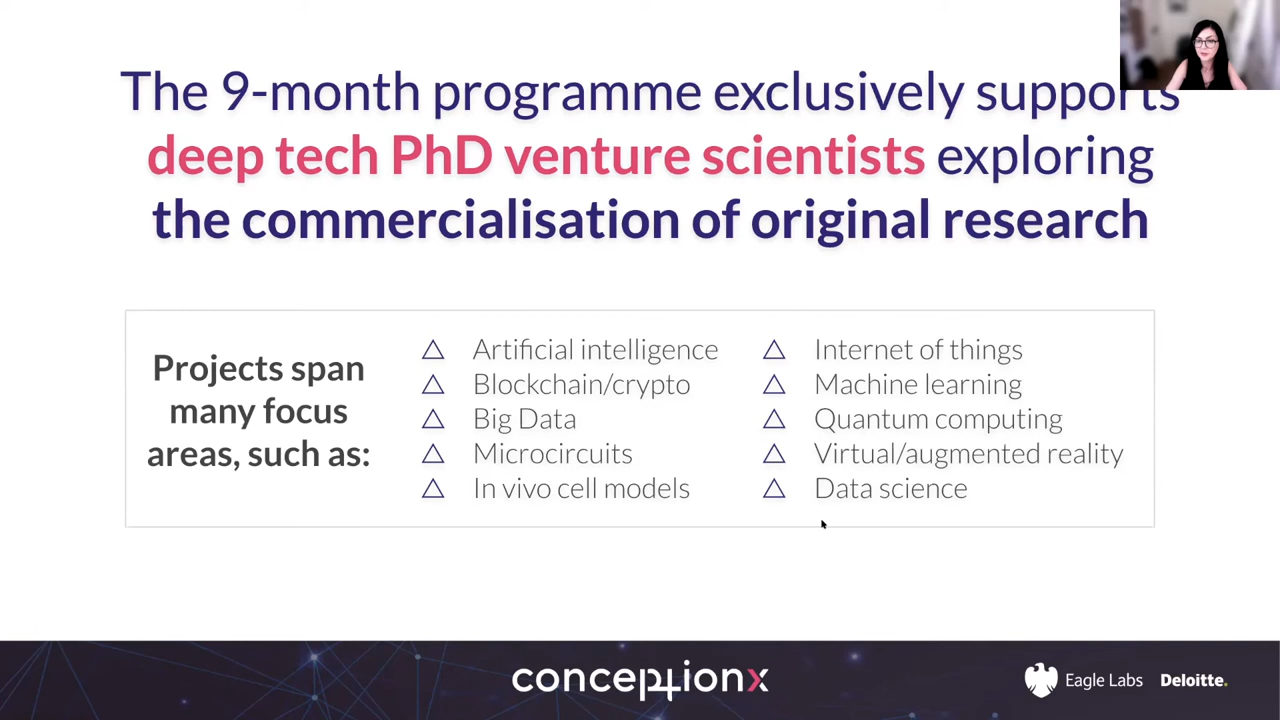 The 9-month programme exclusively supports
deep tech PhD venture scientists exploring
the commercialisation of original research
Projects span
many focus
areas, such as:
Artificial intelligence
Blockchain/crypto
Big Data
Microcircuits
In vivo cell models
Internet of things
Machine learning
Quantum computing
Virtual/augmented reality
Data science
conceptionx
Eagle Labs
Deloitte.